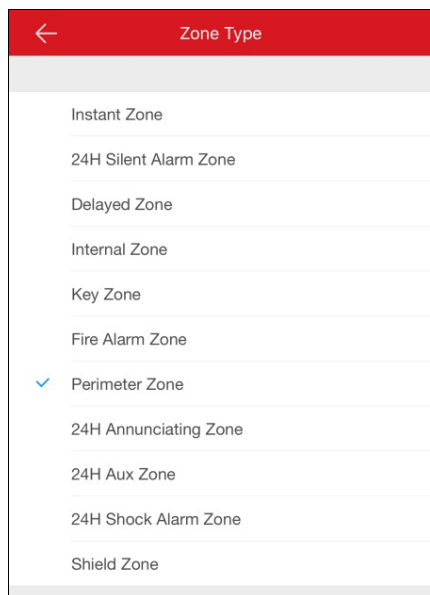 Zone Type
Instant Zone
24H Silent Alarm Zone
Delayed Zone
Internal Zone
Key Zone
Fire Alarm Zone
Perimeter Zone
24H Annunciating Zone
24H Aux Zone
24H Shock Alarm Zone
Shield Zone